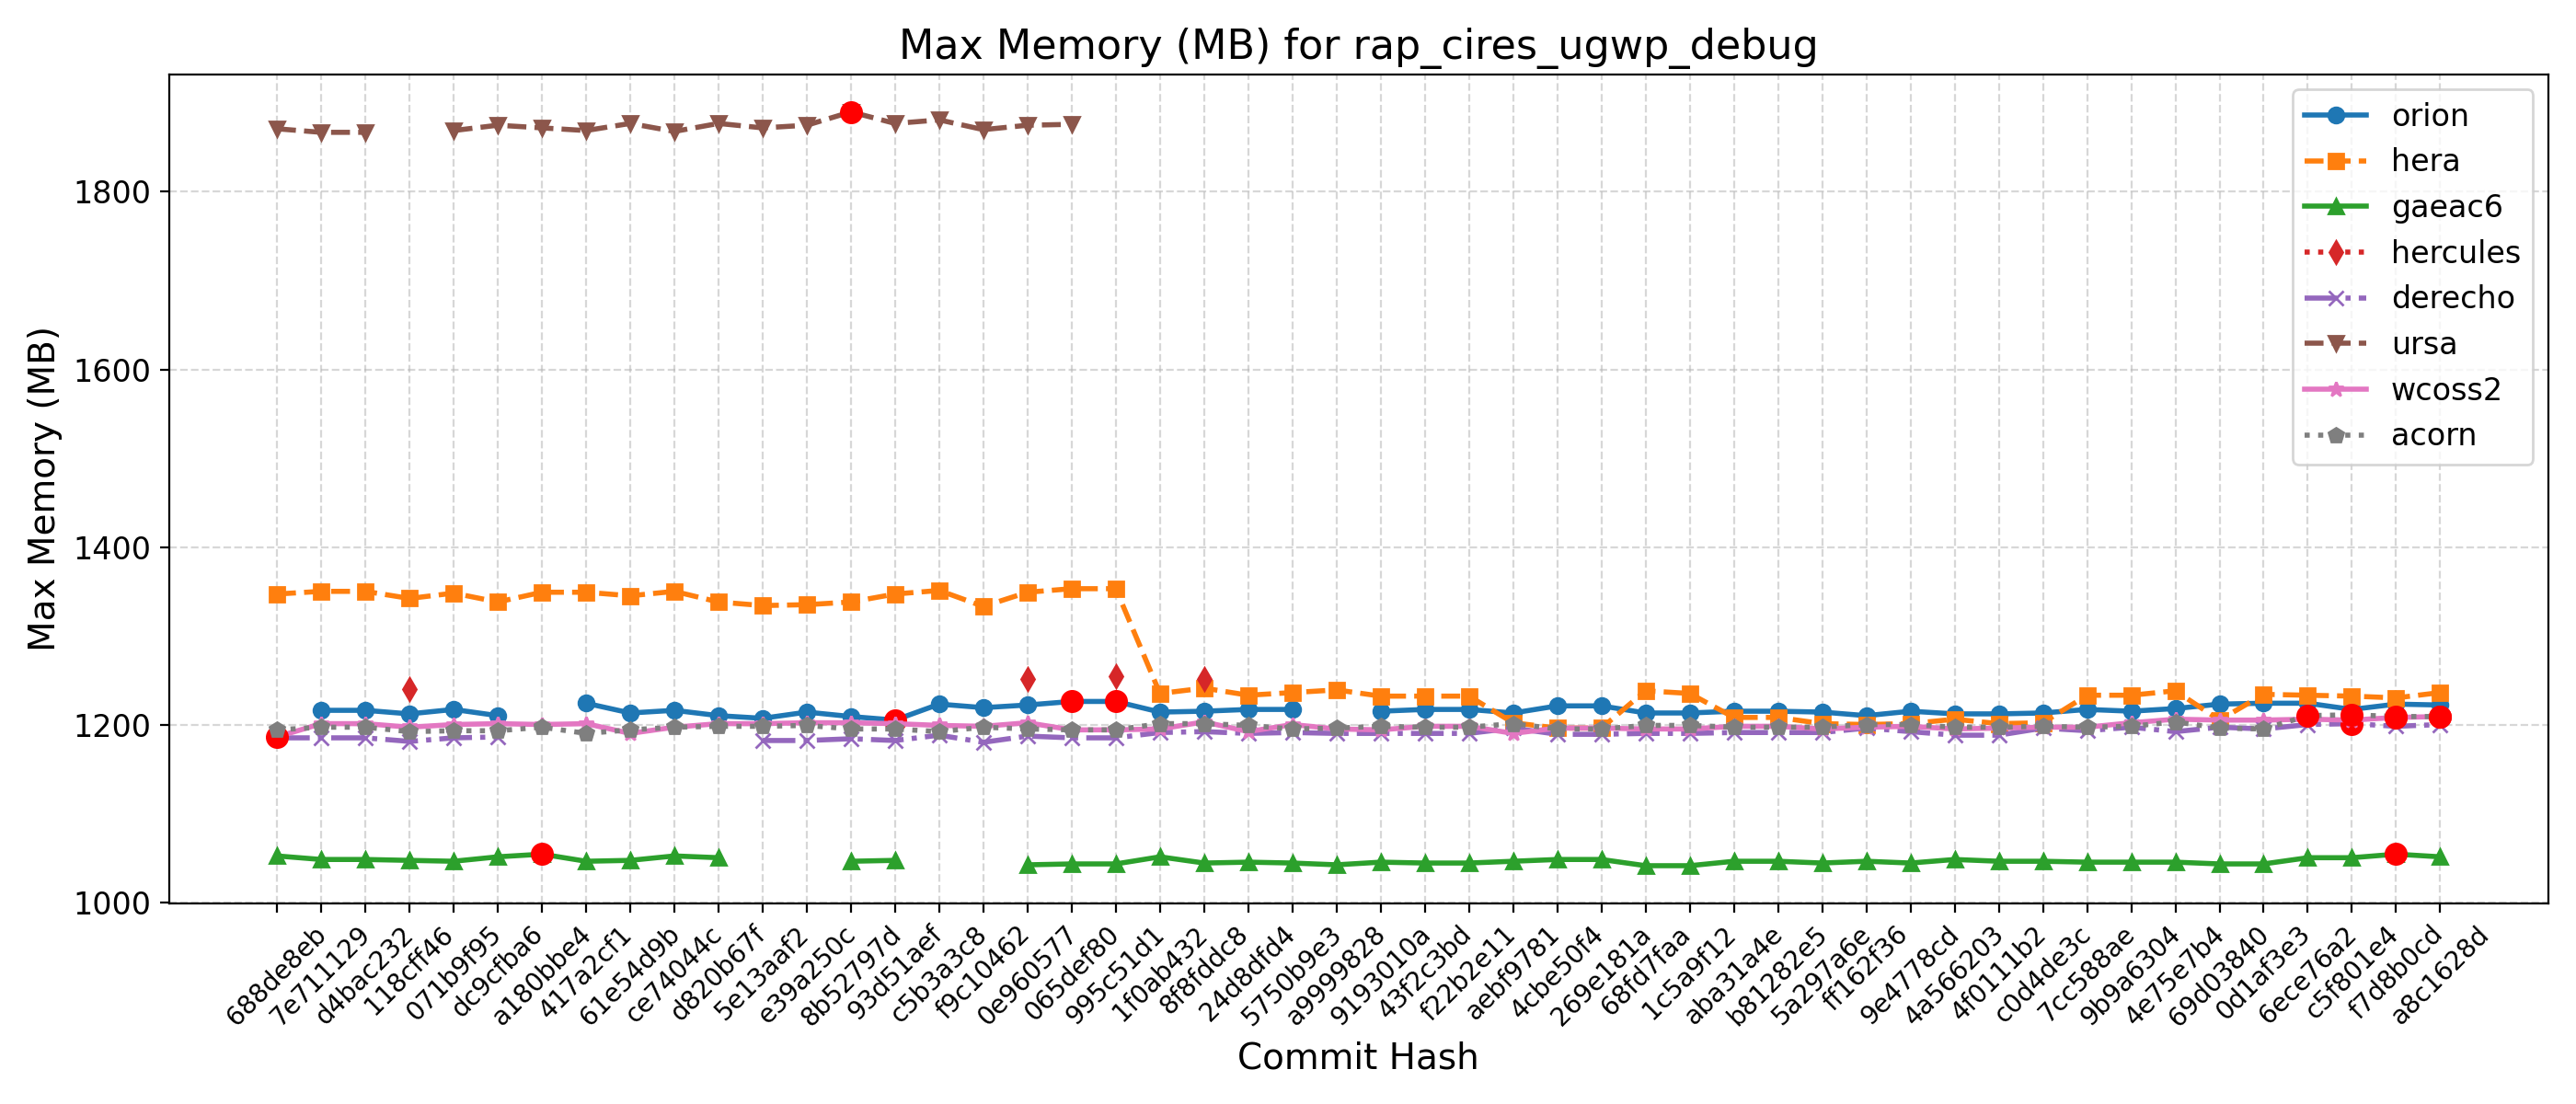 Max Memory (MB) for rap_cires_ugwp_debug
Max Memory (MB)
1800
1600
1400
1200
1000
orion
hera
gaeac6
hercules
derecho
ursa
wcoss2
acorn
688de8eb
7e711129
d4bac232
118cff46
071b9f95
dc9cfba6
a180bbe4
417a2cf1
61e54d9b
ce74044c
d820b67f
5e13aaf2
e39a250c
8b52797d
93d51aef
c5b3a3c8
f9c10462
0e960577
065def80
995c51d1
1f0ab432
8f8fddc8
24d8dfd4
5750b9e3
a9999828
9193010a
43f2c3bd
f22b2e11
aebf9781
4cbe50f4
269e181a
68fd7faa
1c5a9f12
aba31a4e
b81282e5
5a297a6e
ff162f36
9e4778cd
4a566203
4f0111b2
c0d4de3c
7cc588ae
9b9a6304
4e75e7b4
69d03840
0d1af3e3
6ece76a2
c5f801e4
f7d8b0cd
a8c1628d
Commit Hash